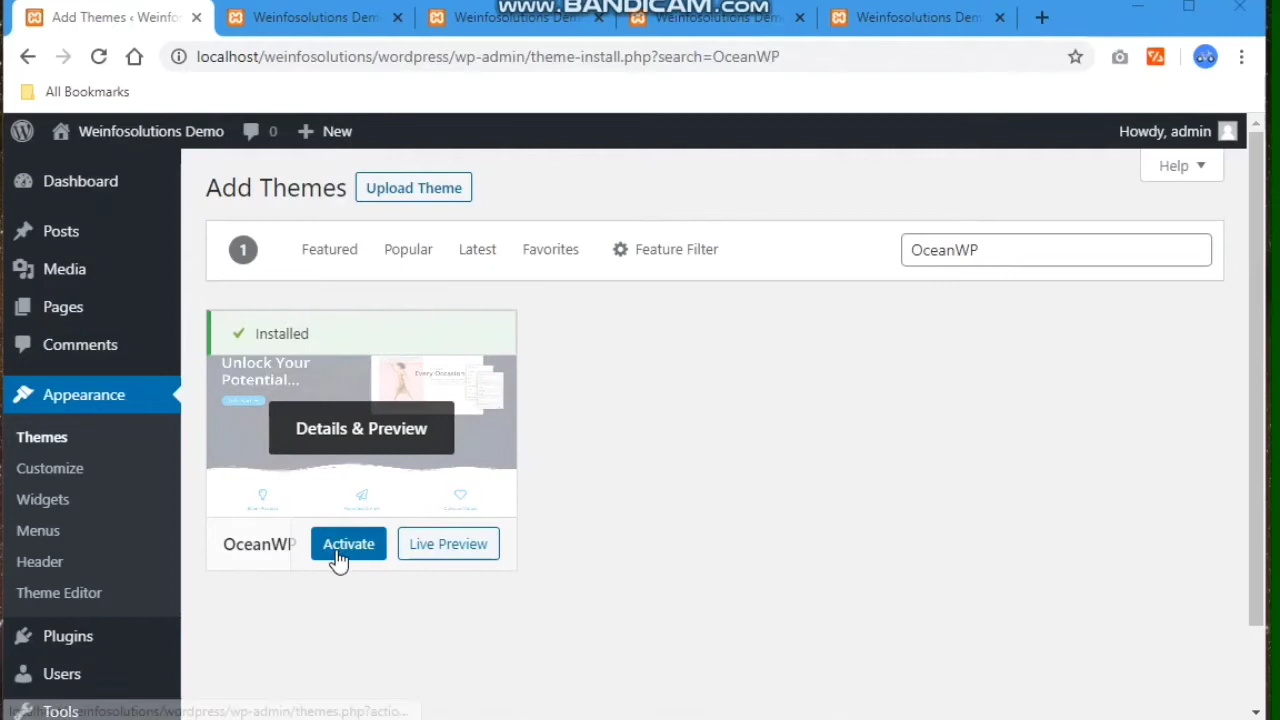 www.BANDICAM.com
Add Themes ‹ Weinfo
Weinfosolutions Dem
Weinfosolutions Dem
Weinfosolutions Dem
Weinfosolutions Dem
localhost/weinfosolutions/wordpress/wp-admin/theme-install.php?search=OceanWP
All Bookmarks
Weinfosolutions Demo
0
New
Howdy, admin
Dashboard
Posts
Media
Pages
Comments
Appearance
Themes
Customize
Widgets
Menus
Header
Theme Editor
Plugins
Users
Tools
Help
Add Themes
Upload Theme
1
Featured
Popular
Latest
Favorites
Feature Filter
OceanWP
Installed
Unlock Your
Potential...
Every Occasion
Details & Preview
OceanWP
Activate
Live Preview
localhost/weinfosolutions/wordpress/wp-admin/themes.php?actio...